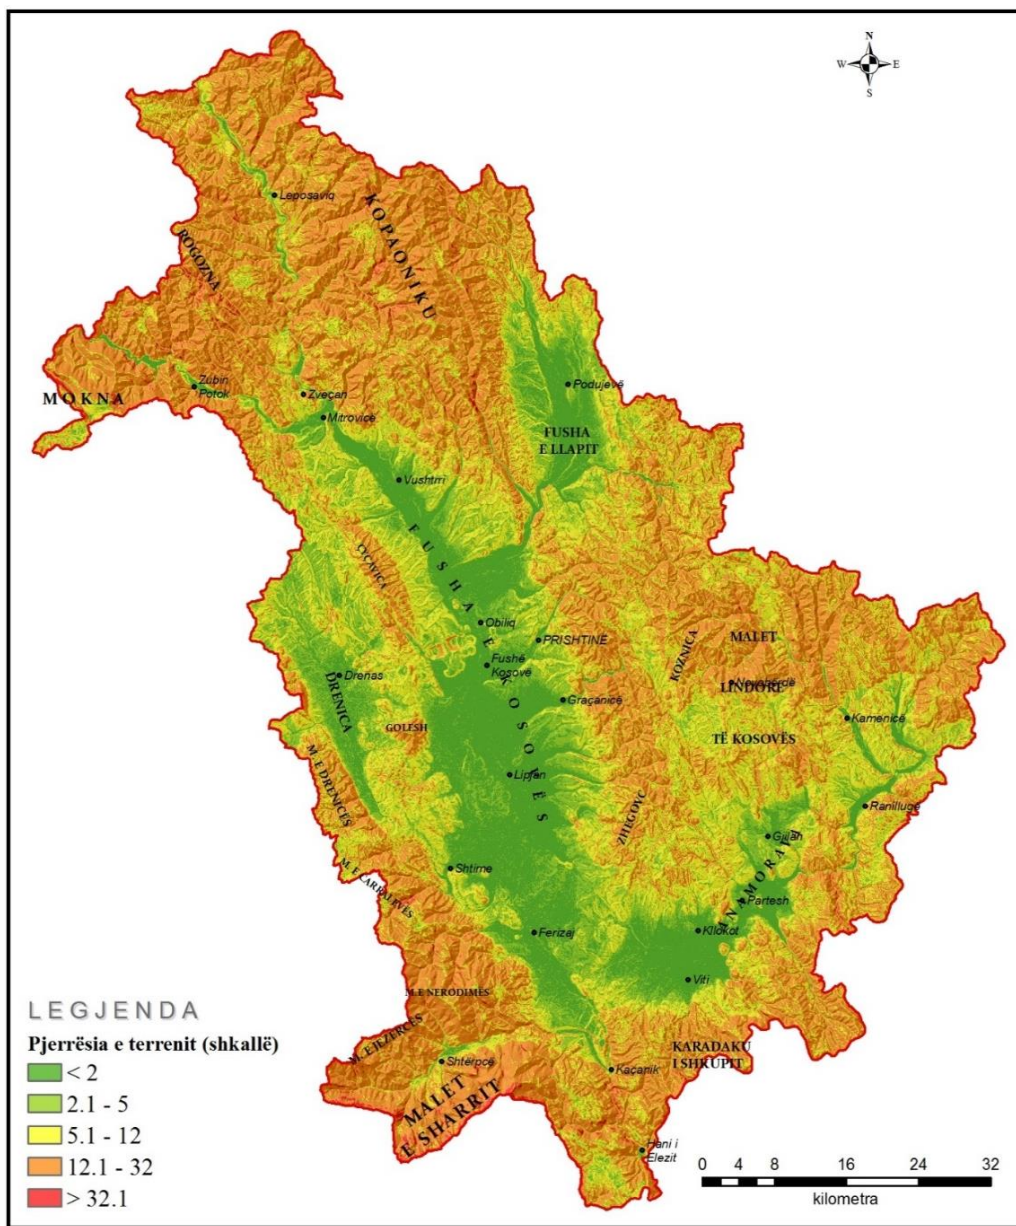 N
W E
S
Leposaviq
KOPAONIKU
ROGOZNA
Zubin
Potok
Zveçan
MOKNA
Mitrovicë
Podujevë
FUSHA
E LLAPIT
Vushtrri
FUSHA E KOSOVËS
ÇYÇAVICA
Obiliq
PRISHTINË
Fushë
Kosovë
KOZNICA
MALET
Drenas
Novobërdë
LINDORE
DRENICA
Graçanicë
Kamenicë
GOLESH
TË KOSOVËS
M. E DRENICËS
Lipjan
ZHEGOVC
Ranillugë
Gjilan
ANAMORAVA
Shtime
M. E CARRALEVËS
Partesh
Ferizaj
Kllokot
Viti
M. E NERODIMES
LEGJENDA
Pjerrësia e terrenit (shkallë)
< 2
2.1 - 5
5.1 - 12
12.1 - 32
> 32.1
M. E JEZERCËS
Shtërpcë
MALET
E SHARRIT
KARADAKU
I SHKUPIT
Kaçanik
Hani i
Elezit
0 4 8 16 24 32
kilometra